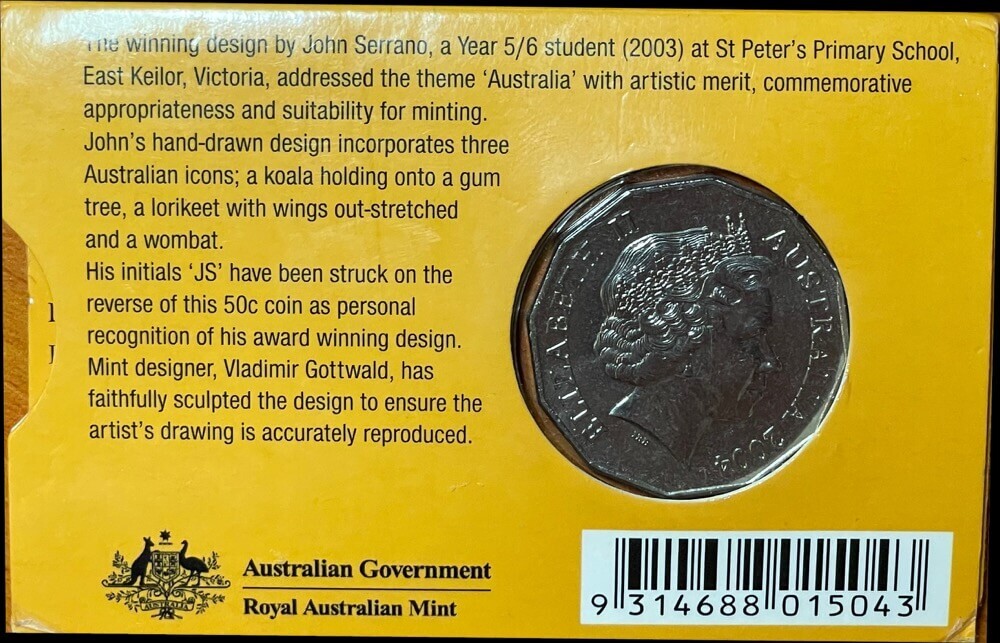 The winning design by John Serrano, a Year 5/6 student (2003) at St Peter's Primary School,
East Keilor, Victoria, addressed the theme 'Australia' with artistic merit, commemorative
appropriateness and suitability for minting.
John's hand-drawn design incorporates three
Australian icons; a koala holding onto a gum
tree, a lorikeet with wings out-stretched
and a wombat.
His initials 'JS' have been struck on the
reverse of this 50c coin as personal
recognition of his award winning design.
Mint designer, Vladimir Gottwald, has
faithfully sculpted the design to ensure the
artist's drawing is accurately reproduced.
ELIZABETH II
AUSTRALIA 2004
IRB
AUSTRALIA
Australian Government
Royal Australian Mint
9 314688 015043